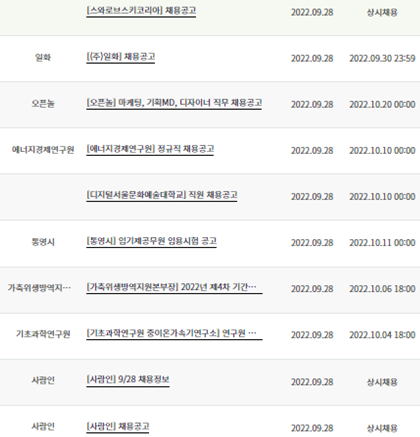 [스와로브스키코리아] 채용공고 2022.09.28 상시채용
일화 [(주)일화] 채용공고 2022.09.28 2022.09.30 23:59
오픈놀 [오픈놀] 마케팅, 기획MD, 디자이너 직무 채용공고 2022.09.28 2022.10.20 00:00
에너지경제연구원 [에너지경제연구원] 정규직 채용공고 2022.09.28 2022.10.10 00:00
[디지털서울문화예술대학교] 직원 채용공고 2022.09.28 2022.10.10 00:00
통영시 [통영시] 임기제공무원 임용시험 공고 2022.09.28 2022.10.11 00:00
가축위생방역지… [가축위생방역지원본부장] 2022년 제4차 기간… 2022.09.28 2022.10.06 18:00
기초과학연구원 [기초과학연구원 중이온가속기연구소] 연구원 … 2022.09.28 2022.10.04 18:00
사람인 [사람인] 9/28 채용정보 2022.09.28 상시채용
사람인 [사람인] 채용공고 2022.09.28 상시채용